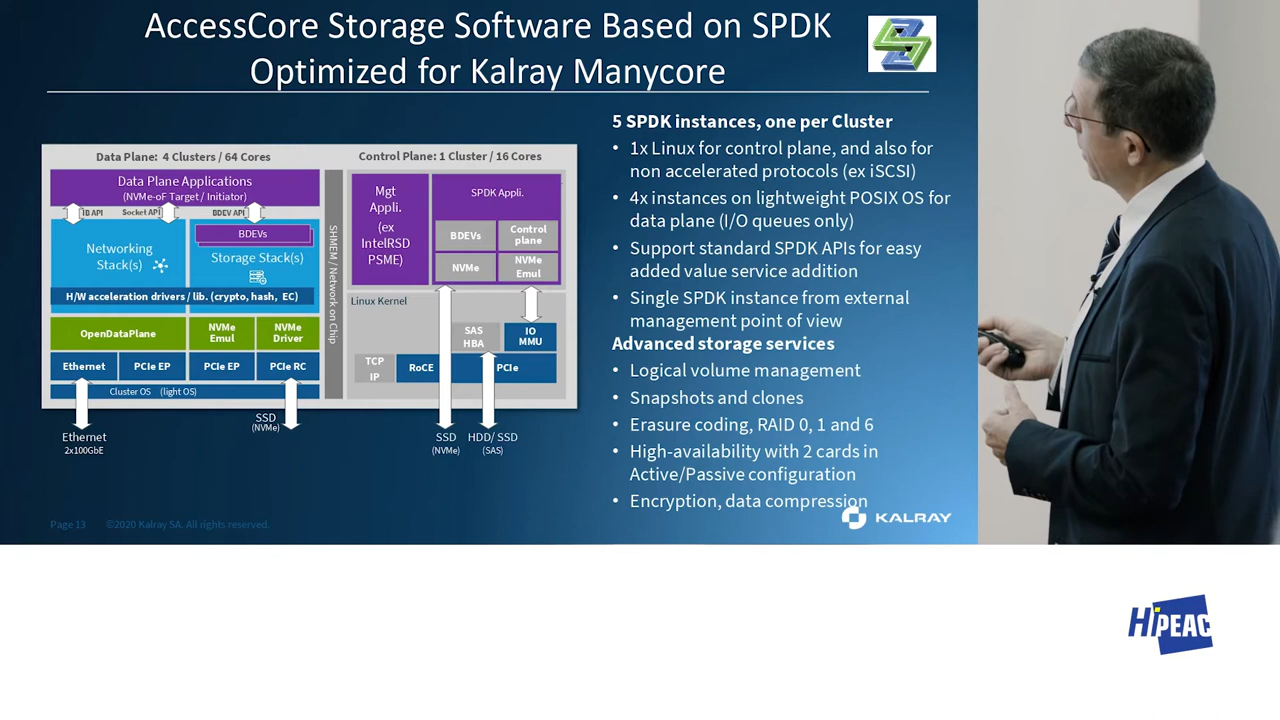 AccessCore Storage Software Based on SPDK
Optimized for Kalray Manycore
Data Plane: 4 Clusters / 64 Cores
Data Plane Applications
(NVMe-oF Target / Initiator)
IB API
Socket API
BDEV API
Networking
Stack(s)
BDEVs
Storage Stack(s)
H/W acceleration drivers / lib. (crypto, hash, EC)
OpenDataPlane
NVMe
Emul
NVMe
Driver
Ethernet
PCIe EP
PCIe EP
PCIe RC
Cluster OS (light OS)
Ethernet
2x100GbE
SSD
(NVMe)
SHMEM / Network on Chip
Control Plane: 1 Cluster / 16 Cores
Mgt
Appli.
(ex
IntelRSD
PSME)
SPDK Appli.
BDEVs
Control
plane
NVMe
NVMe
Emul
Linux Kernel
SAS
HBA
IO
MMU
TCP
IP
RoCE
PCIe
SSD
(NVMe)
HDD/ SSD
(SAS)
5 SPDK instances, one per Cluster
• 1x Linux for control plane, and also for
non accelerated protocols (ex iSCSI)
• 4x instances on lightweight POSIX OS for
data plane (I/O queues only)
• Support standard SPDK APIs for easy
added value service addition
• Single SPDK instance from external
management point of view
Advanced storage services
• Logical volume management
• Snapshots and clones
• Erasure coding, RAID 0, 1 and 6
• High-availability with 2 cards in
Active/Passive configuration
• Encryption, data compression
Page 13 ©2020 Kalray SA. All rights reserved.
KALRAY
HiPEAC